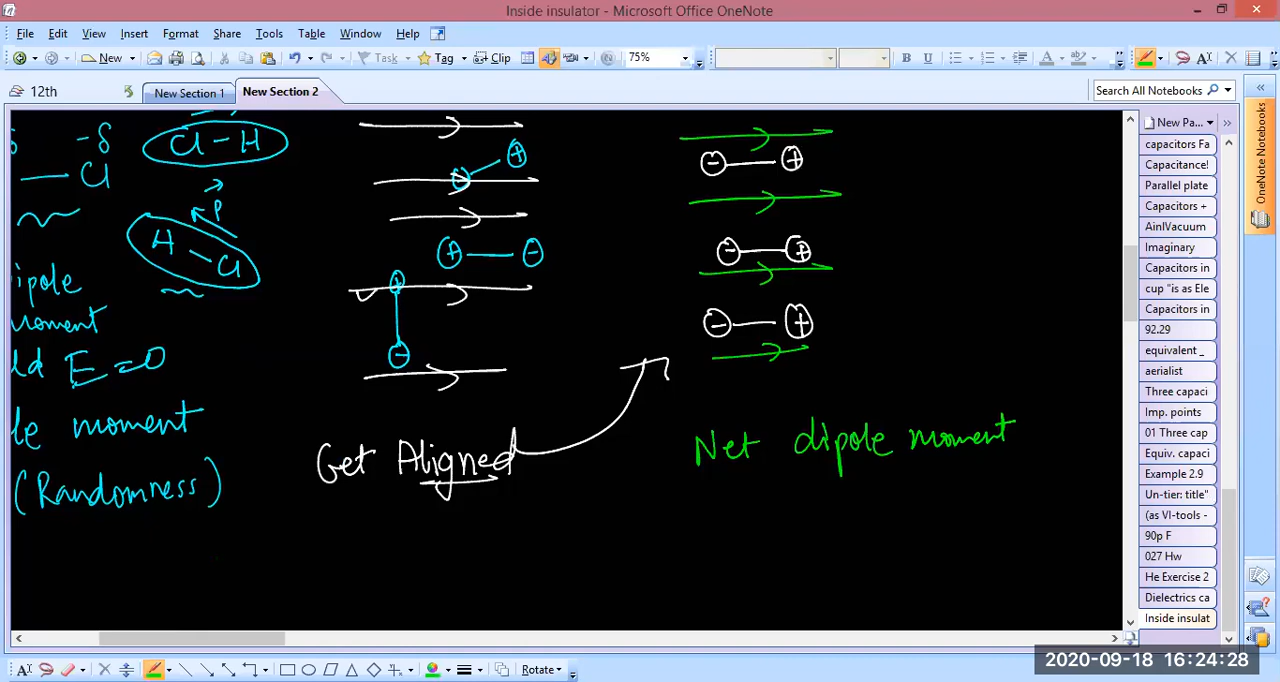 Inside insulator - Microsoft Office OneNote
File Edit View Insert Format Share Tools Table Window Help
New Task Tag Clip 75% B U
12th New Section 1 New Section 2 Search All Notebooks
New Pa...
capacitors Fa
Capacitance!
Parallel plate
Capacitors +
AinlVacuum
Imaginary
Capacitors in
cup "is as Ele
Capacitors in
92.29
equivalent _
aerialist
Three capaci
Imp. points
01 Three cap
Equiv. capaci
Example 2.9
Un-tier: title"
(as VI-tools -
90p F
027 Hw
He Exercise 2
Dielectrics ca
Inside insulat
OneNote Notebooks
δ -δ Cl - H
— Cl
P
H - Cl
dipole
moment
ld E = 0
le moment
(Randomness)
+
-
+ -
+
-
Get Aligned
- +
- +
- +
Net dipole moment
Rotate
2020-09-18 16:24:28